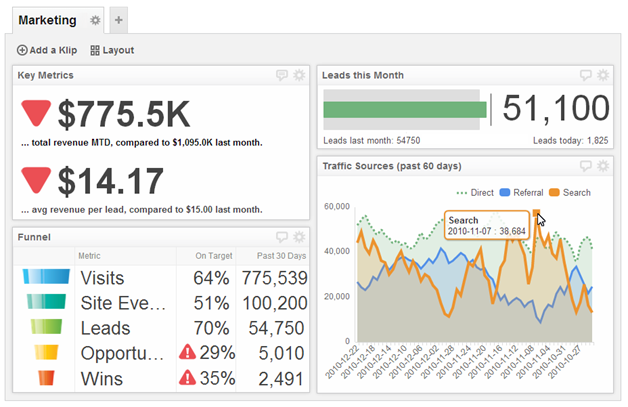 Marketing
+
Add a Klip Layout
Key Metrics
$775.5K
... total revenue MTD, compared to $1,095.0K last month.
$14.17
... avg revenue per lead, compared to $15.00 last month.
Funnel
Metric On Target Past 30 Days
Visits 64% 775,539
Site Eve... 51% 100,200
Leads 70% 54,750
Opportu... 29% 5,010
Wins 35% 2,491
Leads this Month
51,100
Leads last month: 54750 Leads today: 1,825
Traffic Sources (past 60 days)
Direct Referral Search
60,000
40,000
20,000
0
Search
2010-11-07 : 38,684
2010-12-22 2010-12-18 2010-12-14 2010-12-10 2010-12-06 2010-12-02 2010-11-28 2010-11-24 2010-11-20 2010-11-16 2010-11-12 2010-11-08 2010-11-04 2010-10-31 2010-10-27